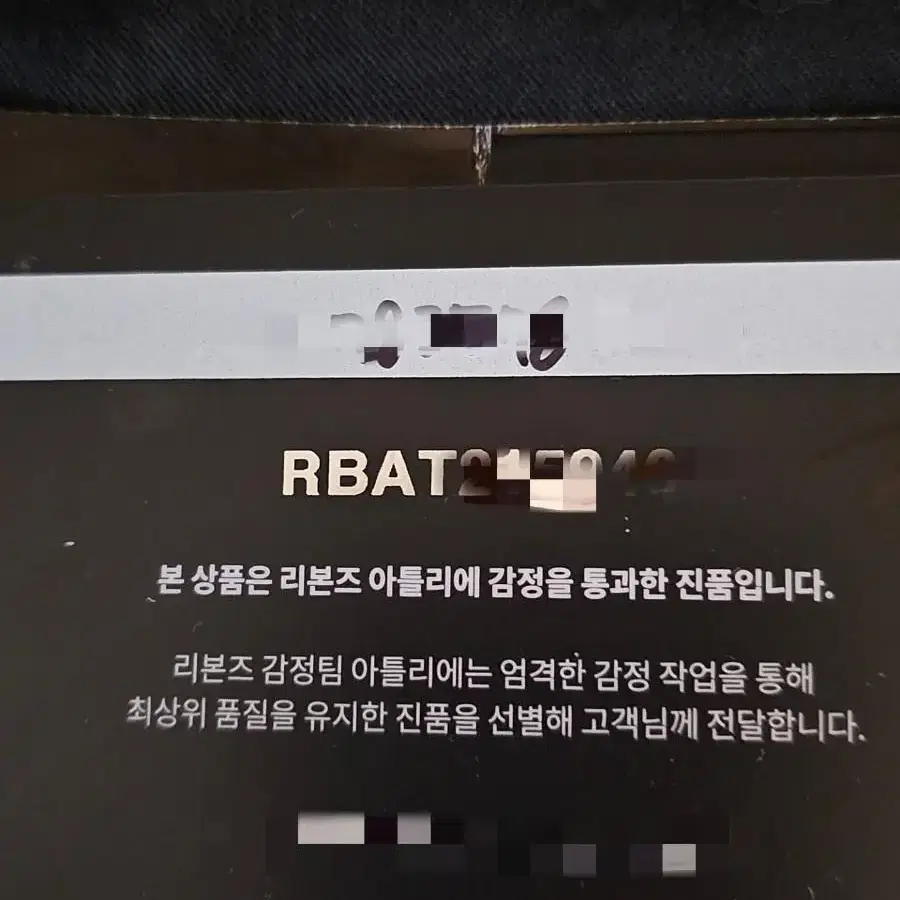 본 상품은 리본즈 아틀리에 감정을 통과한 진품입니다.
리본즈 감정팀 아틀리에는 엄격한 감정 작업을 통해
최상위 품질을 유지한 진품을 선별해 고객님께 전달합니다.